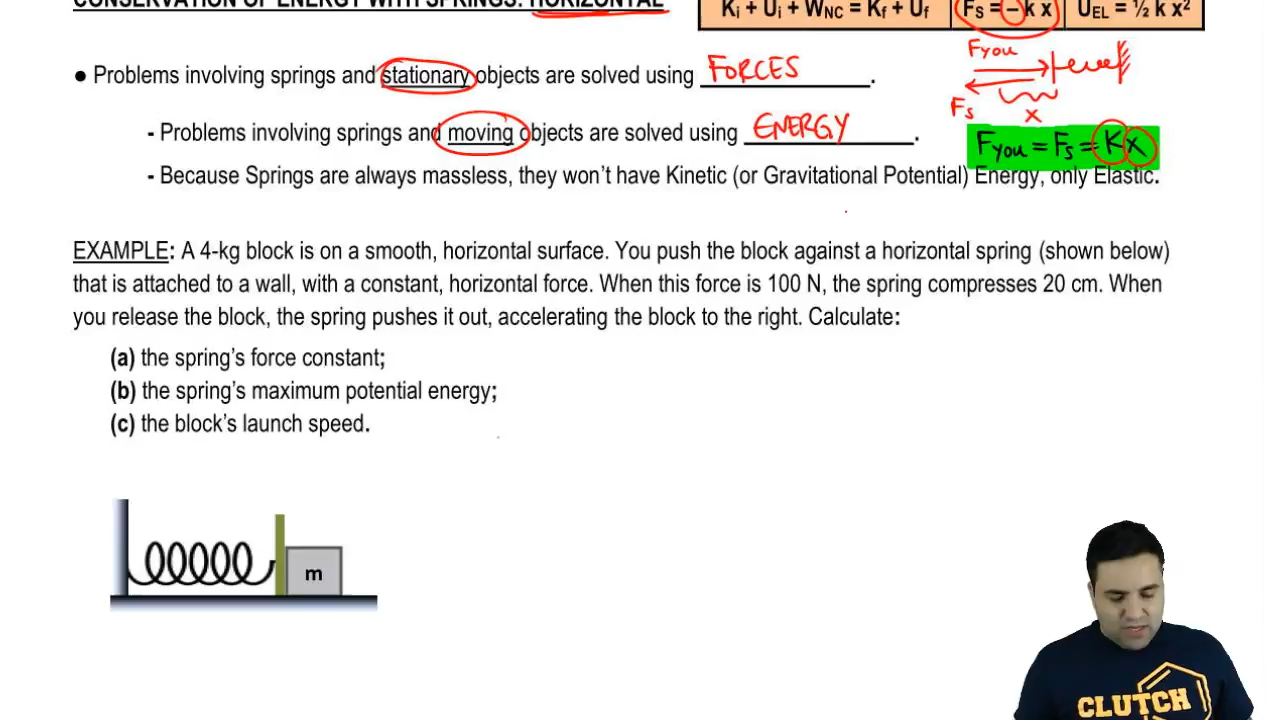 CONSERVATION OF ENERGY WITH SPRINGS: HORIZONTAL
Ki + Ui + WNC = Kf + Uf
FS = – k x
UEL = ½ k x²
● Problems involving springs and stationary objects are solved using FORCES.
- Problems involving springs and moving objects are solved using ENERGY.
- Because Springs are always massless, they won't have Kinetic (or Gravitational Potential) Energy, only Elastic.
Fyou
Fs
x
Fyou = Fs = Kx
EXAMPLE: A 4-kg block is on a smooth, horizontal surface. You push the block against a horizontal spring (shown below)
that is attached to a wall, with a constant, horizontal force. When this force is 100 N, the spring compresses 20 cm. When
you release the block, the spring pushes it out, accelerating the block to the right. Calculate:
(a) the spring's force constant;
(b) the spring's maximum potential energy;
(c) the block's launch speed.
m
CLUTCH